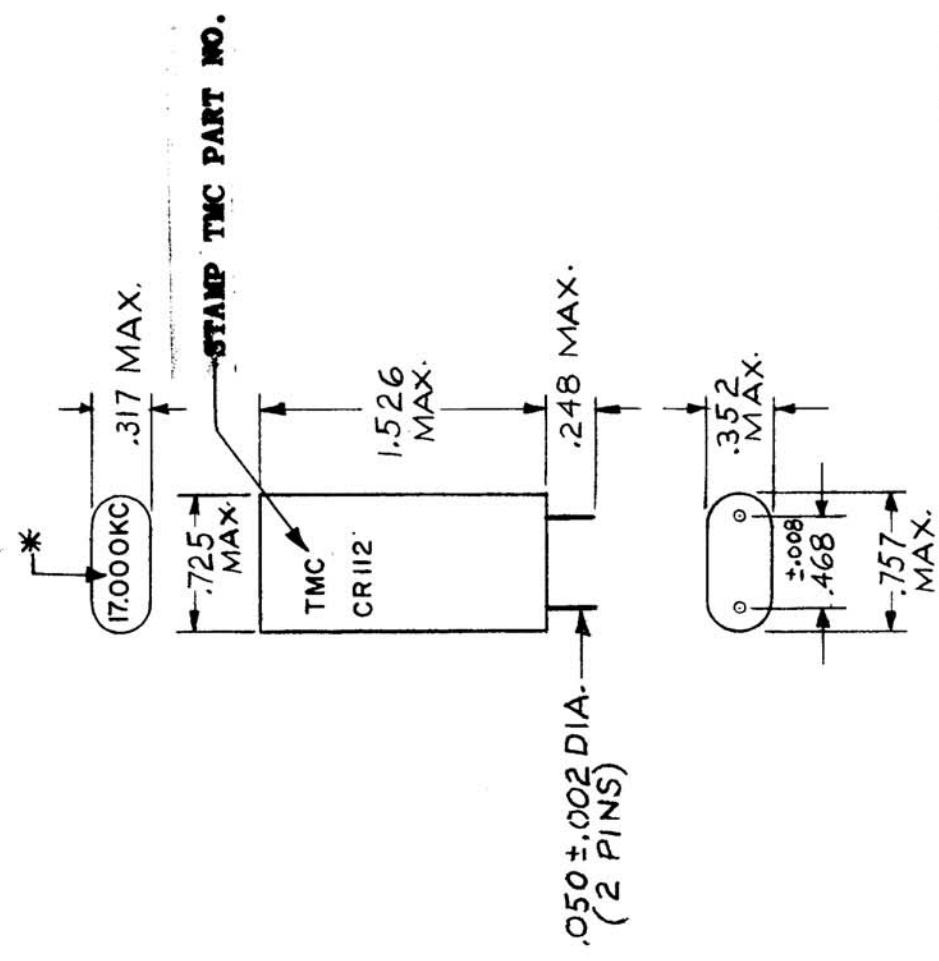 *
17.000KC
.317 MAX.
STAMP TMC PART NO.
.725
MAX.
TMC
CR112
1.526
MAX.
.248 MAX.
.050±.002 DIA.
(2 PINS)
.352
MAX.
±.008
.468
.757
MAX.